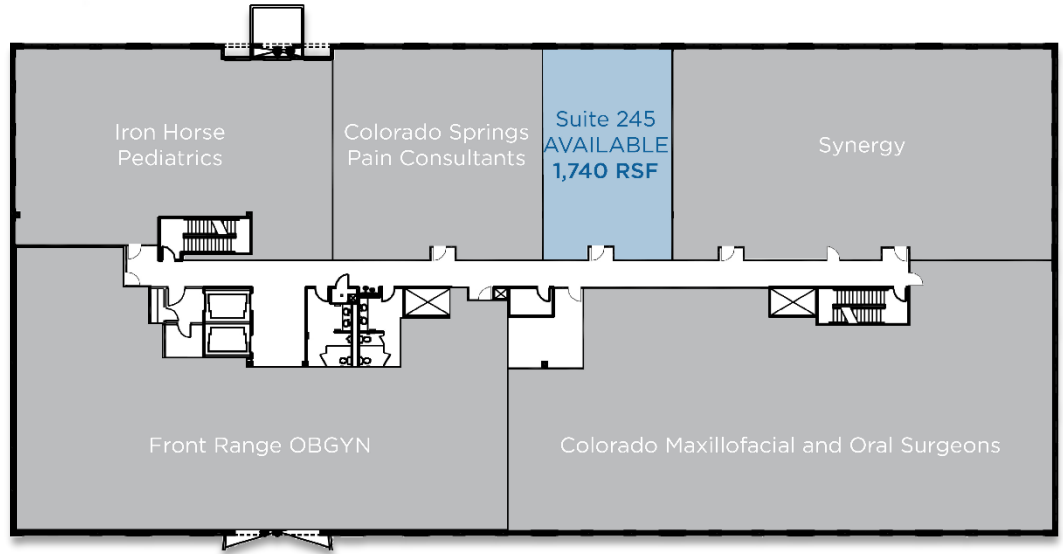 Iron Horse
Pediatrics
Colorado Springs
Pain Consultants
Suite 245
AVAILABLE
1,740 RSF
Synergy
Front Range OBGYN
Colorado Maxillofacial and Oral Surgeons